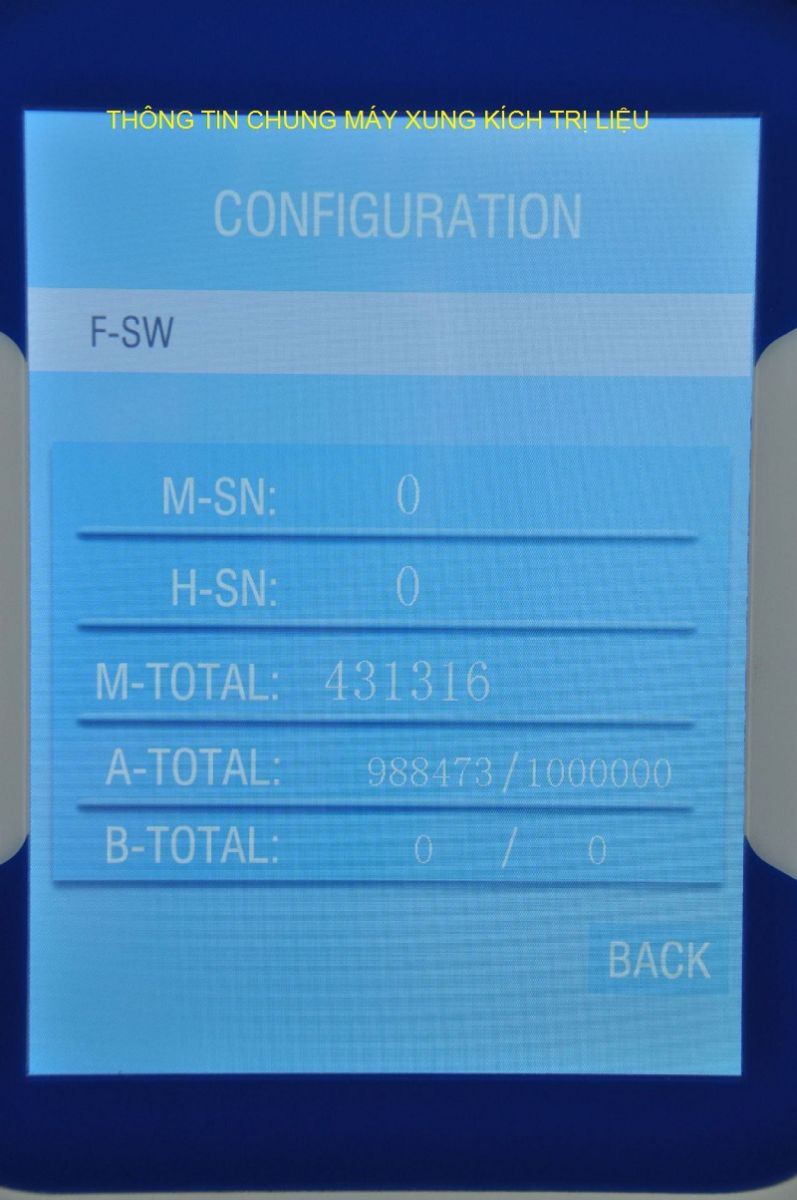 THÔNG TIN CHUNG MÁY XUNG KÍCH TRỊ LIỆU
CONFIGURATION
F-SW
M-SN: 0
H-SN: 0
M-TOTAL: 431316
A-TOTAL: 988473/1000000
B-TOTAL: 0 / 0
BACK